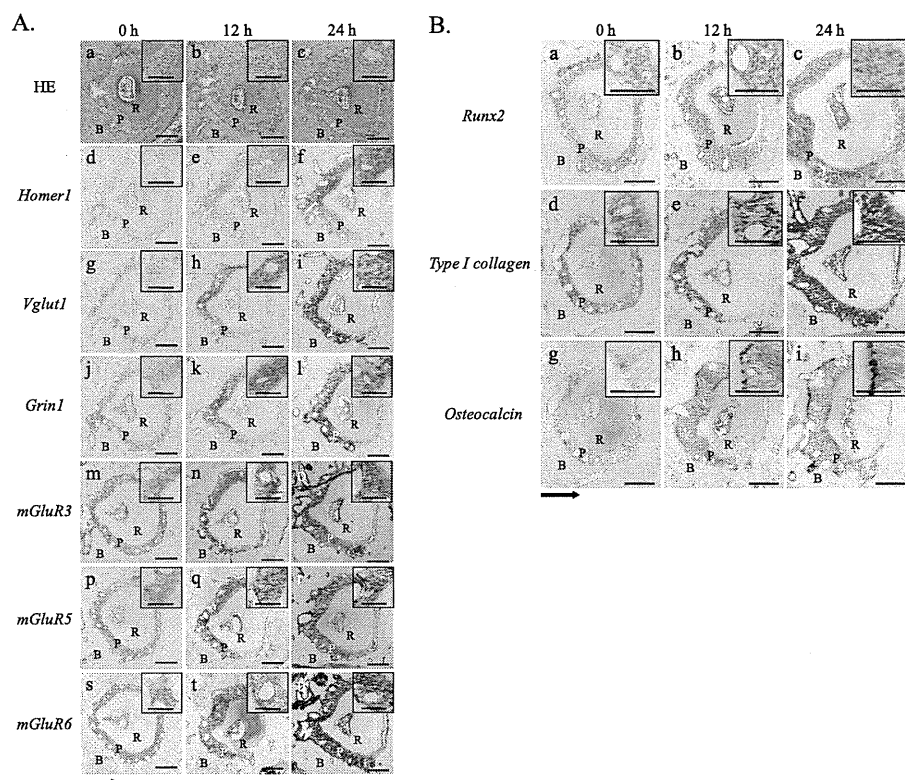 A.
0 h 12 h 24 h
HE
a b c
B P R B P R B P R
Homer1
d e f
B P R B P R B P R
Vglut1
g h i
B P R B P R B P R
Grin1
j k l
B P R B P R B P R
mGluR3
m n o
B P R B P R B P R
mGluR5
p q r
B P R B P R B P R
mGluR6
s t u
B P R B P R B P R
B.
0 h 12 h 24 h
Runx2
a b c
B P R B P R B P R
Type I collagen
d e f
B P R B P R B P R
Osteocalcin
g h i
B P R B P R B P R